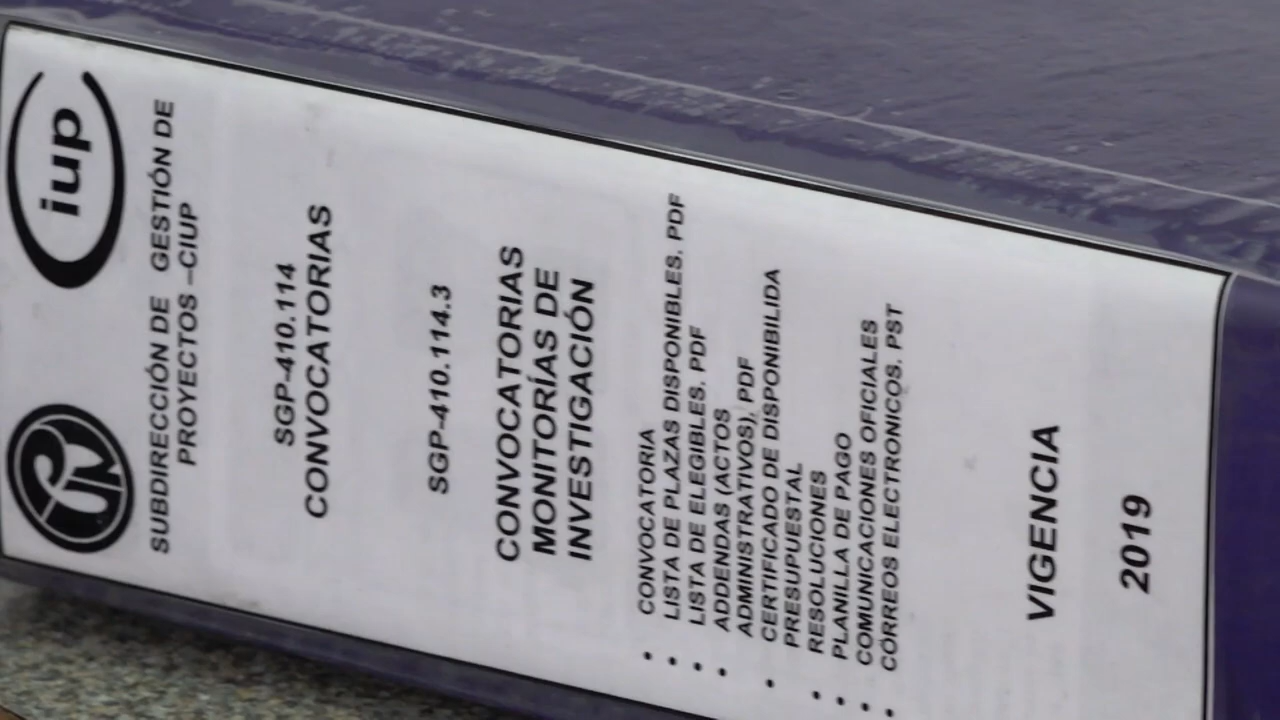 UPN
iup
SUBDIRECCIÓN DE GESTIÓN DE
PROYECTOS –CIUP
SGP-410.114
CONVOCATORIAS
SGP-410.114.3
CONVOCATORIAS
MONITORÍAS DE
INVESTIGACIÓN
• CONVOCATORIA
• LISTA DE PLAZAS DISPONIBLES. PDF
• LISTA DE ELEGIBLES. PDF
• ADDENDAS (ACTOS
ADMINISTRATIVOS). PDF
• CERTIFICADO DE DISPONIBILIDA
PRESUPUESTAL
• RESOLUCIONES
• PLANILLA DE PAGO
• COMUNICACIONES OFICIALES
• CORREOS ELECTRONICOS. PST
VIGENCIA
2019